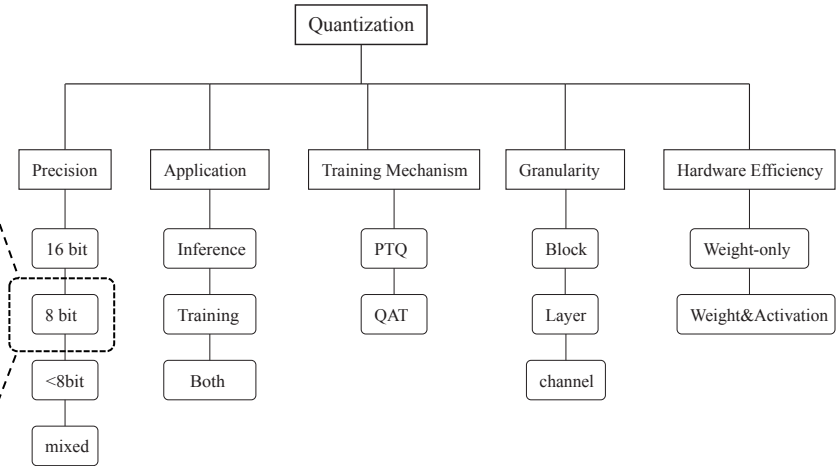 Quantization
Precision
Application
Training Mechanism
Granularity
Hardware Efficiency
16 bit
Inference
PTQ
Block
Weight-only
8 bit
Training
QAT
Layer
Weight&Activation
<8bit
Both
channel
mixed